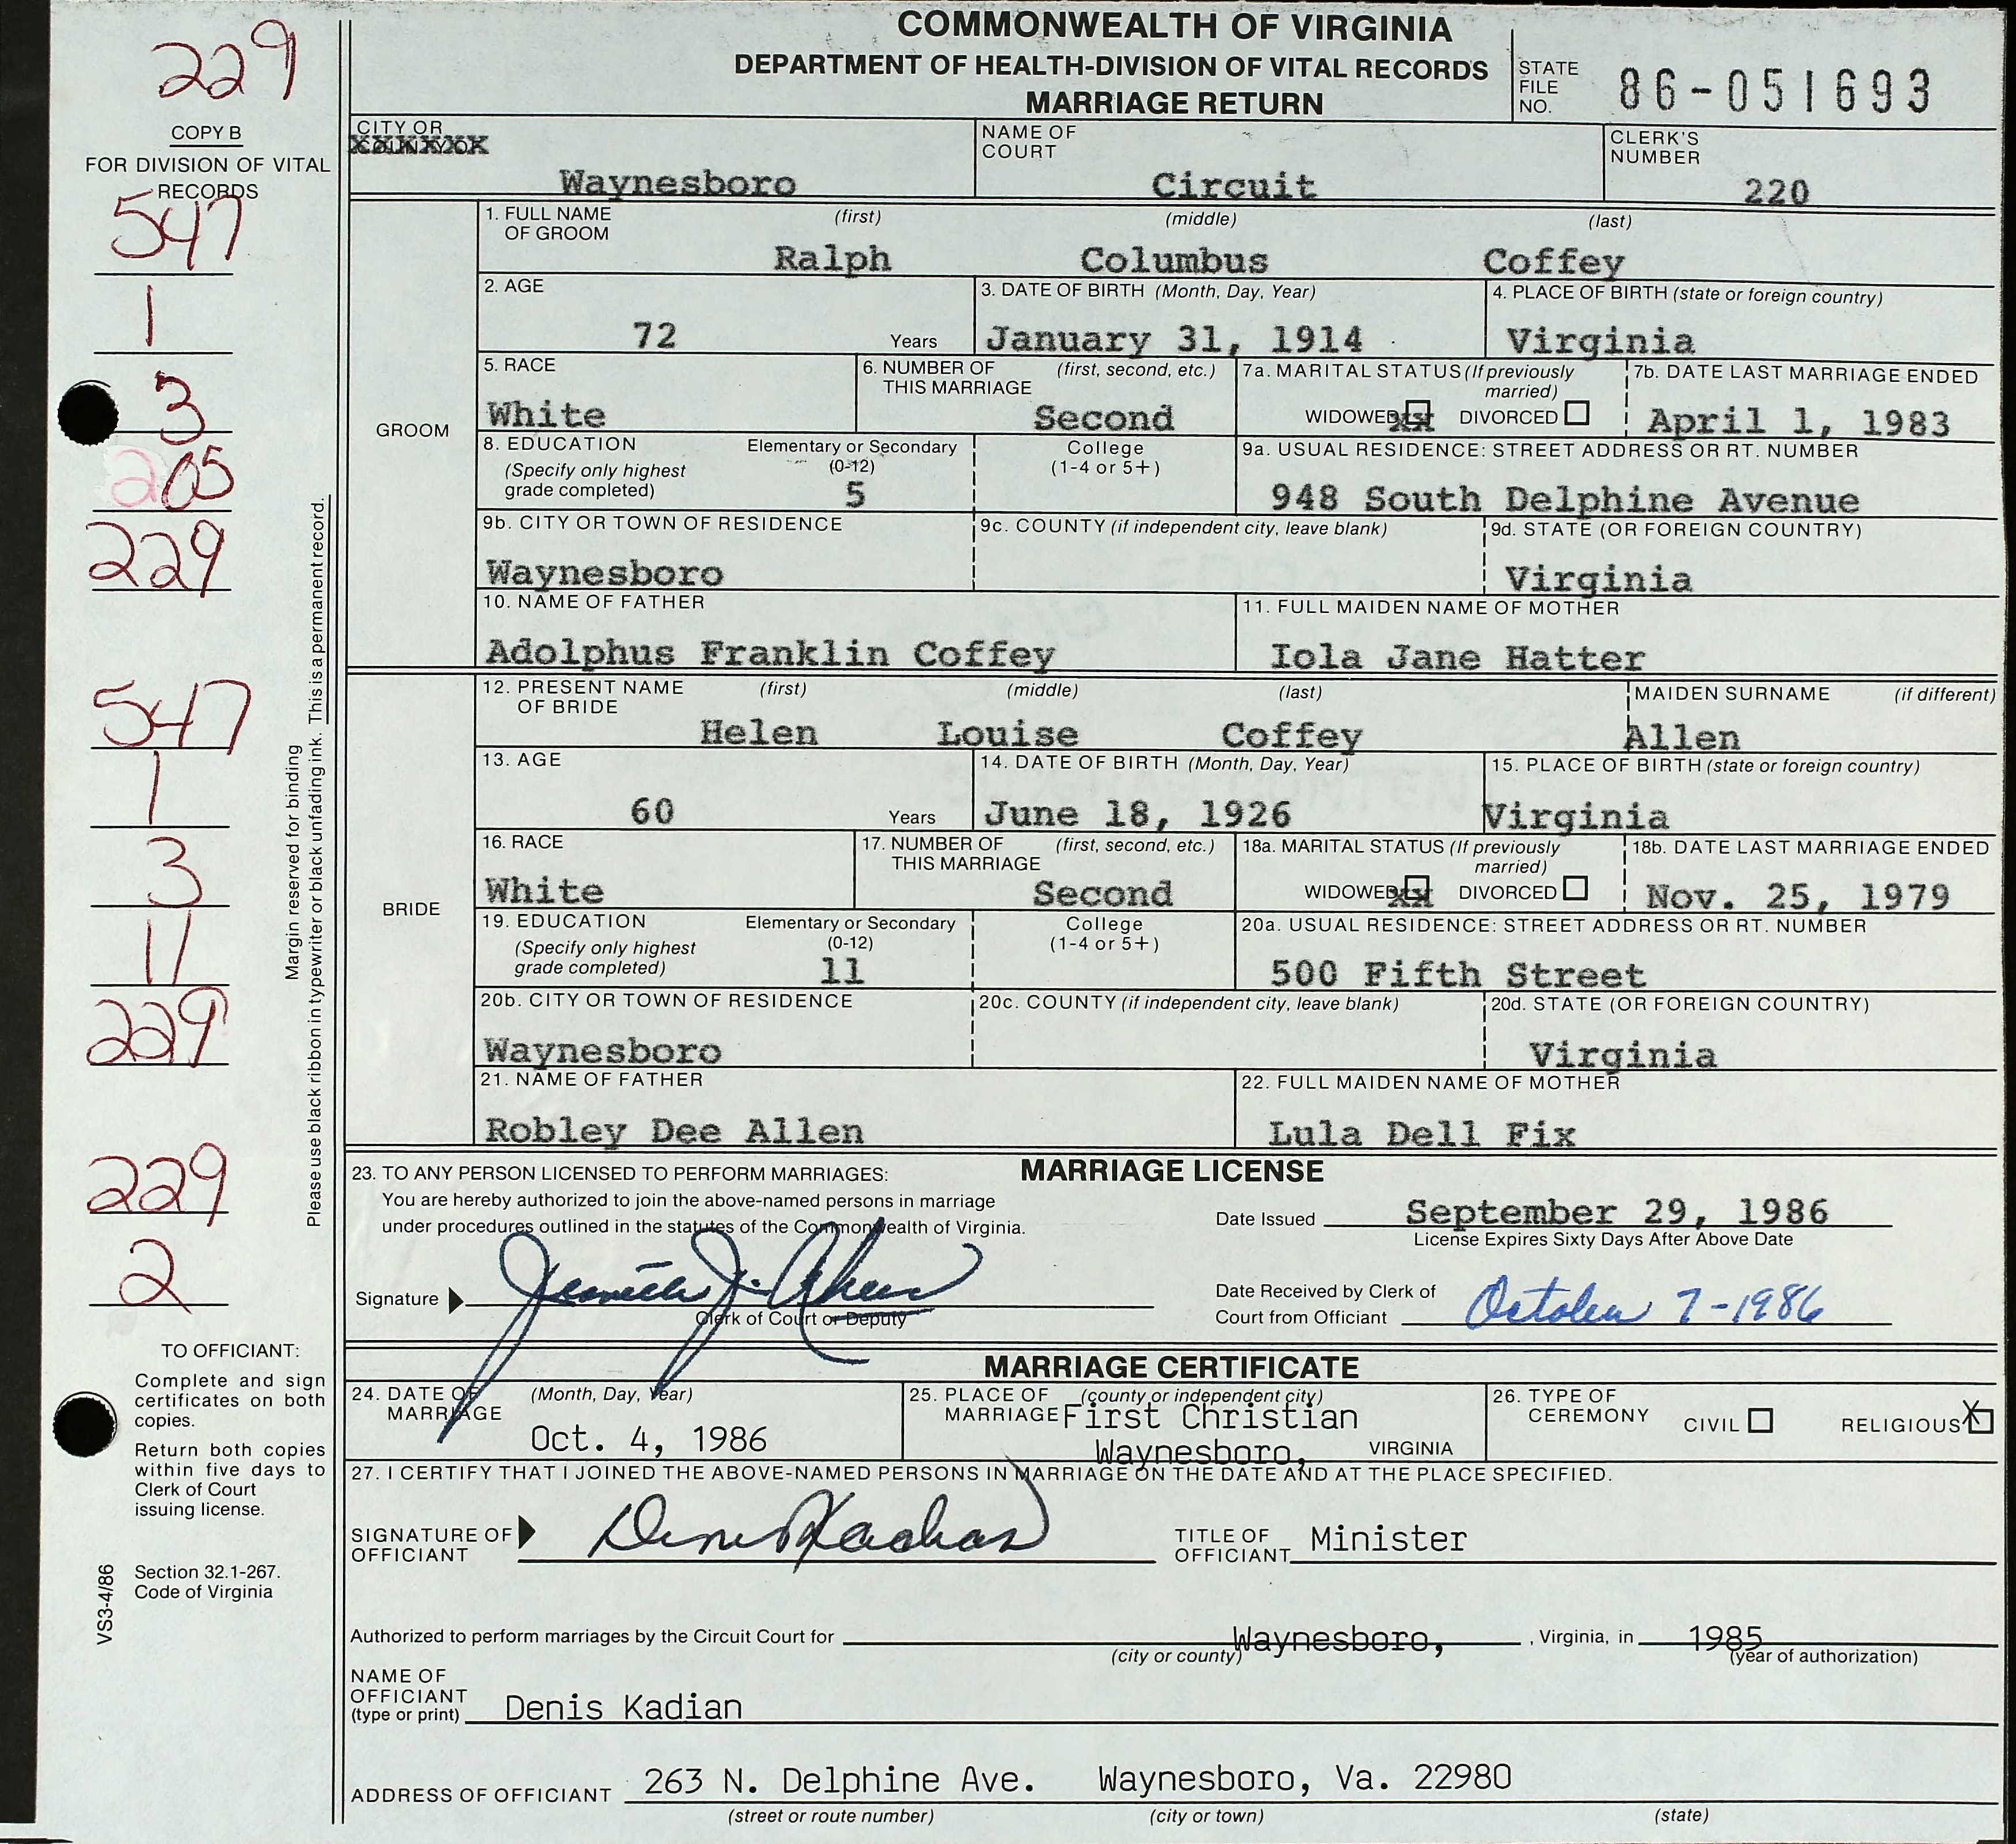 COMMONWEALTH OF VIRGINIA
DEPARTMENT OF HEALTH-DIVISION OF VITAL RECORDS
MARRIAGE RETURN
STATE FILE NO. 86-051693
229
COPY B
FOR DIVISION OF VITAL RECORDS
547
1
3
205
229
547
1
3
11
229
229
2
Margin reserved for binding
Please use black ribbon in typewriter or black unfading ink. This is a permanent record.
TO OFFICIANT:
Complete and sign
certificates on both
copies.
Return both copies
within five days to
Clerk of Court
issuing license.
Section 32.1-267.
Code of Virginia
VS3-4/86
CITY OR
Waynesboro
NAME OF COURT
Circuit
CLERK'S NUMBER
220
GROOM
1. FULL NAME OF GROOM (first) (middle) (last)
Ralph Columbus Coffey
2. AGE
72 Years
3. DATE OF BIRTH (Month, Day, Year)
January 31, 1914
4. PLACE OF BIRTH (state or foreign country)
Virginia
5. RACE
White
6. NUMBER OF THIS MARRIAGE (first, second, etc.)
Second
7a. MARITAL STATUS (If previously married)
WIDOWED xx DIVORCED
7b. DATE LAST MARRIAGE ENDED
April 1, 1983
8. EDUCATION (Specify only highest grade completed)
Elementary or Secondary (0-12)
5
College (1-4 or 5+)
9a. USUAL RESIDENCE: STREET ADDRESS OR RT. NUMBER
948 South Delphine Avenue
9b. CITY OR TOWN OF RESIDENCE
Waynesboro
9c. COUNTY (if independent city, leave blank)
9d. STATE (OR FOREIGN COUNTRY)
Virginia
10. NAME OF FATHER
Adolphus Franklin Coffey
11. FULL MAIDEN NAME OF MOTHER
Iola Jane Hatter
BRIDE
12. PRESENT NAME OF BRIDE (first) (middle) (last)
Helen Louise Coffey
MAIDEN SURNAME (if different)
Allen
13. AGE
60 Years
14. DATE OF BIRTH (Month, Day, Year)
June 18, 1926
15. PLACE OF BIRTH (state or foreign country)
Virginia
16. RACE
White
17. NUMBER OF THIS MARRIAGE (first, second, etc.)
Second
18a. MARITAL STATUS (If previously married)
WIDOWED xx DIVORCED
18b. DATE LAST MARRIAGE ENDED
Nov. 25, 1979
19. EDUCATION (Specify only highest grade completed)
Elementary or Secondary (0-12)
11
College (1-4 or 5+)
20a. USUAL RESIDENCE: STREET ADDRESS OR RT. NUMBER
500 Fifth Street
20b. CITY OR TOWN OF RESIDENCE
Waynesboro
20c. COUNTY (if independent city, leave blank)
20d. STATE (OR FOREIGN COUNTRY)
Virginia
21. NAME OF FATHER
Robley Dee Allen
22. FULL MAIDEN NAME OF MOTHER
Lula Dell Fix
MARRIAGE LICENSE
23. TO ANY PERSON LICENSED TO PERFORM MARRIAGES:
You are hereby authorized to join the above-named persons in marriage
under procedures outlined in the statutes of the Commonwealth of Virginia.
Date Issued September 29, 1986
License Expires Sixty Days After Above Date
Signature
Clerk of Court or Deputy
Date Received by Clerk of
Court from Officiant October 7-1986
MARRIAGE CERTIFICATE
24. DATE OF MARRIAGE (Month, Day, Year)
Oct. 4, 1986
25. PLACE OF MARRIAGE (county or independent city)
First Christian
Waynesboro, VIRGINIA
26. TYPE OF CEREMONY CIVIL RELIGIOUS X
27. I CERTIFY THAT I JOINED THE ABOVE-NAMED PERSONS IN MARRIAGE ON THE DATE AND AT THE PLACE SPECIFIED.
SIGNATURE OF OFFICIANT Denis Kadian
TITLE OF OFFICIANT Minister
Authorized to perform marriages by the Circuit Court for Waynesboro, , Virginia, in 1985
(city or county) (year of authorization)
NAME OF OFFICIANT (type or print) Denis Kadian
ADDRESS OF OFFICIANT 263 N. Delphine Ave. Waynesboro, Va. 22980
(street or route number) (city or town) (state)